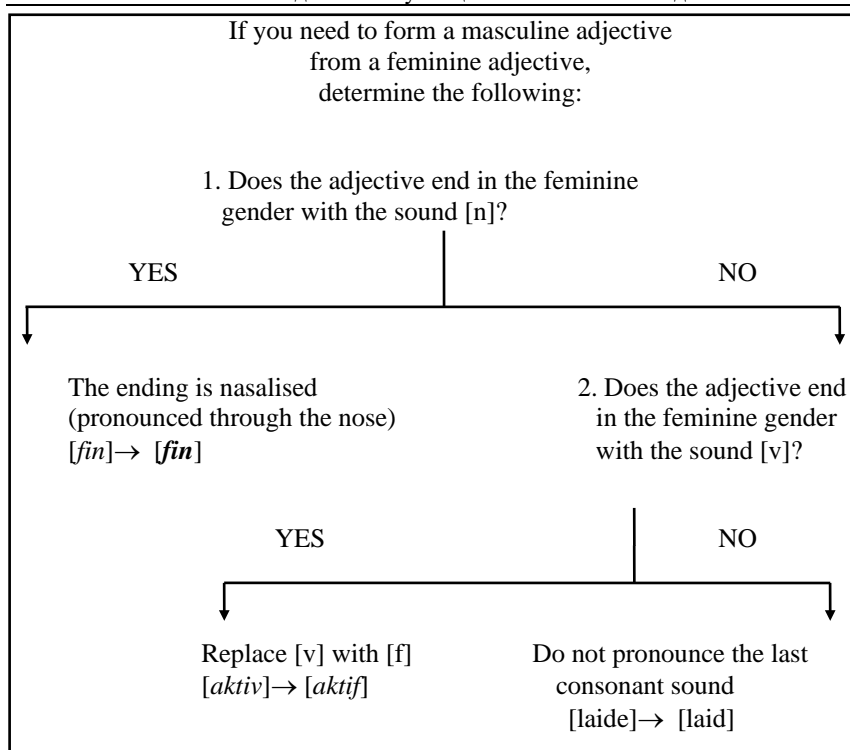 If you need to form a masculine adjective
from a feminine adjective,
determine the following:
1. Does the adjective end in the feminine
gender with the sound [n]?
YES
NO
The ending is nasalised
(pronounced through the nose)
[fin]→ [fin]
2. Does the adjective end
in the feminine gender
with the sound [v]?
YES
NO
Replace [v] with [f]
[aktiv]→ [aktif]
Do not pronounce the last
consonant sound
[laide]→ [laid]